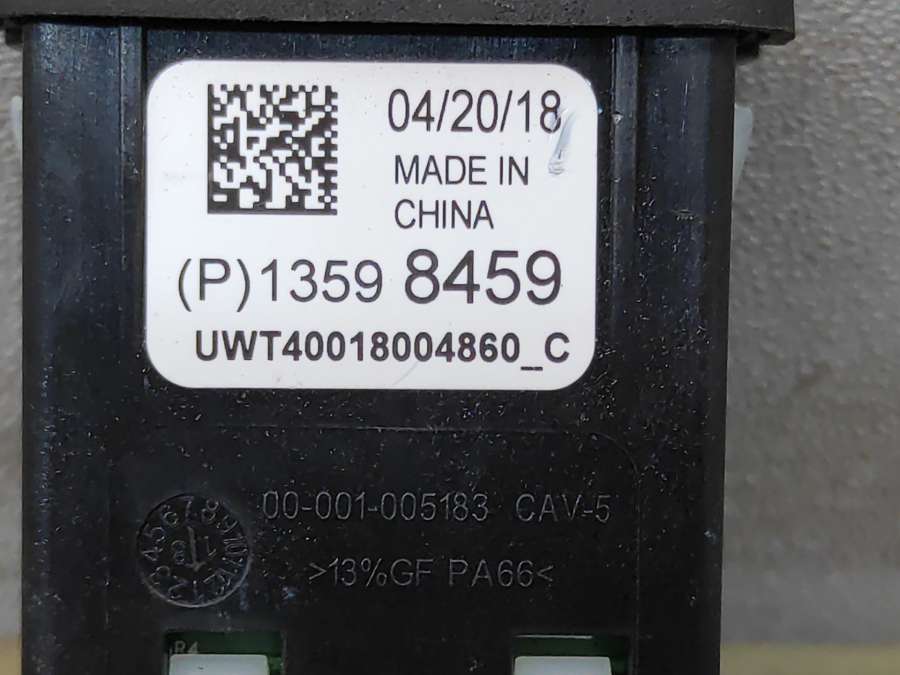 04/20/18
MADE IN
CHINA
(P)1359 8459
UWT40018004860_C
00-001-005183 CAV-5
>13%GF PA66<